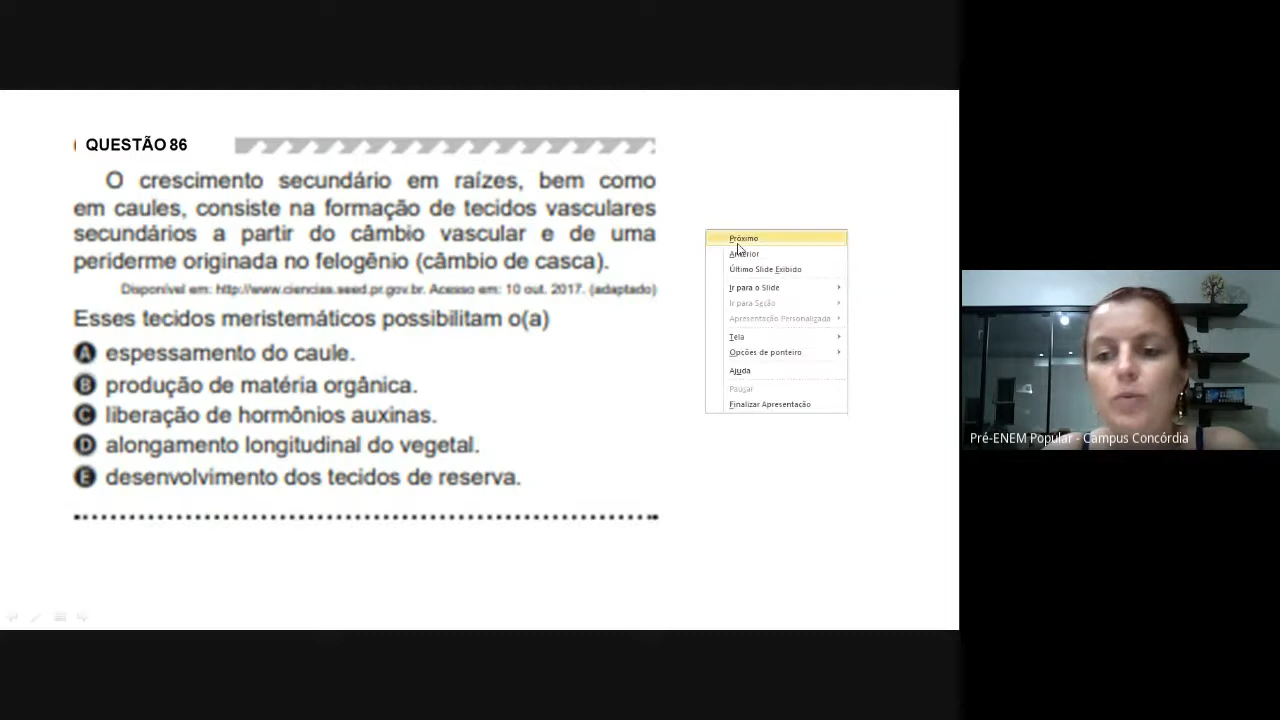 QUESTÃO 86
O crescimento secundário em raízes, bem como
em caules, consiste na formação de tecidos vasculares
secundários a partir do câmbio vascular e de uma
periderme originada no felogênio (câmbio de casca).
Disponível em: http://www.ciencias.seed.pr.gov.br. Acesso em: 10 out. 2017. (adaptado)
Esses tecidos meristemáticos possibilitam o(a)
A espessamento do caule.
B produção de matéria orgânica.
C liberação de hormônios auxinas.
D alongamento longitudinal do vegetal.
E desenvolvimento dos tecidos de reserva.
Próximo
Anterior
Último Slide Exibido
Ir para o Slide
Ir para Seção
Apresentação Personalizada
Tela
Opções de ponteiro
Ajuda
Pausar
Finalizar Apresentação
Pré-ENEM Popular - Campus Concórdia